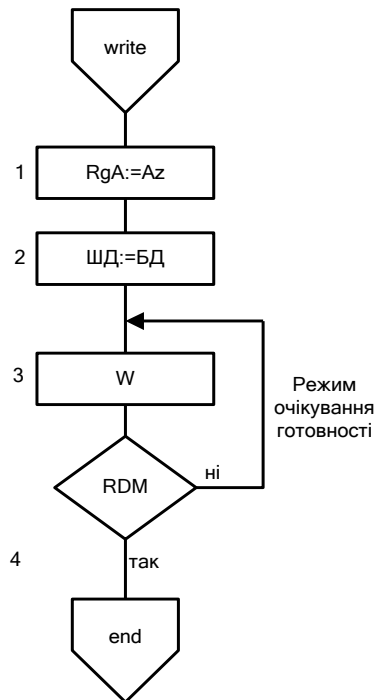 write
1
RgA:=Az
2
ШД:=БД
3
W
Режим
очікування
готовності
RDM
ні
4
так
end